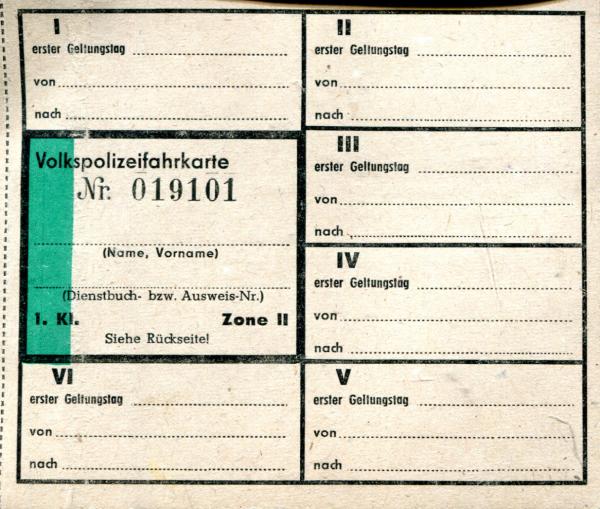 I
erster Geltungstag
von
nach
II
erster Geltungstag
von
nach
Volkspolizeifahrkarte
Nr. 019101
(Name, Vorname)
(Dienstbuch- bzw. Ausweis-Nr.)
1. Kl. Zone II
Siehe Rückseite!
III
erster Geltungstag
von
nach
IV
erster Geltungstag
von
nach
V
erster Geltungstag
von
nach
VI
erster Geltungstag
von
nach